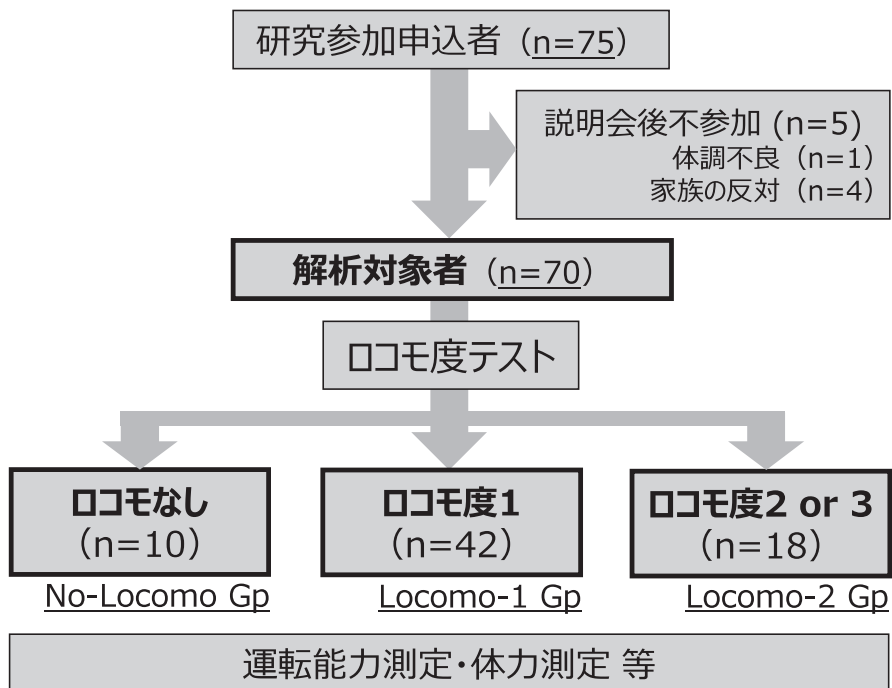 研究参加申込者（n=75）
説明会後不参加 (n=5)
体調不良（n=1）
家族の反対（n=4）
解析対象者（n=70）
ロコモ度テスト
ロコモなし
（n=10）
No-Locomo Gp
ロコモ度1
（n=42）
Locomo-1 Gp
ロコモ度2 or 3
（n=18）
Locomo-2 Gp
運転能力測定・体力測定 等